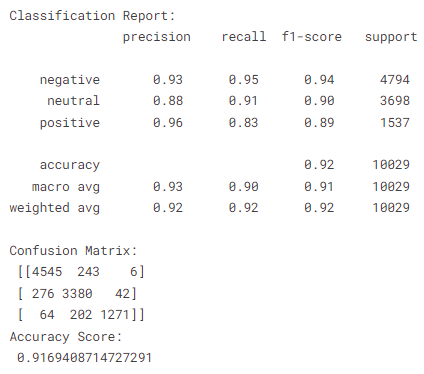 Classification Report:
precision recall f1-score support
negative 0.93 0.95 0.94 4794
neutral 0.88 0.91 0.90 3698
positive 0.96 0.83 0.89 1537
accuracy 0.92 10029
macro avg 0.93 0.90 0.91 10029
weighted avg 0.92 0.92 0.92 10029
Confusion Matrix:
[[4545 243 6]
[ 276 3380 42]
[ 64 202 1271]]
Accuracy Score:
0.9169408714727291